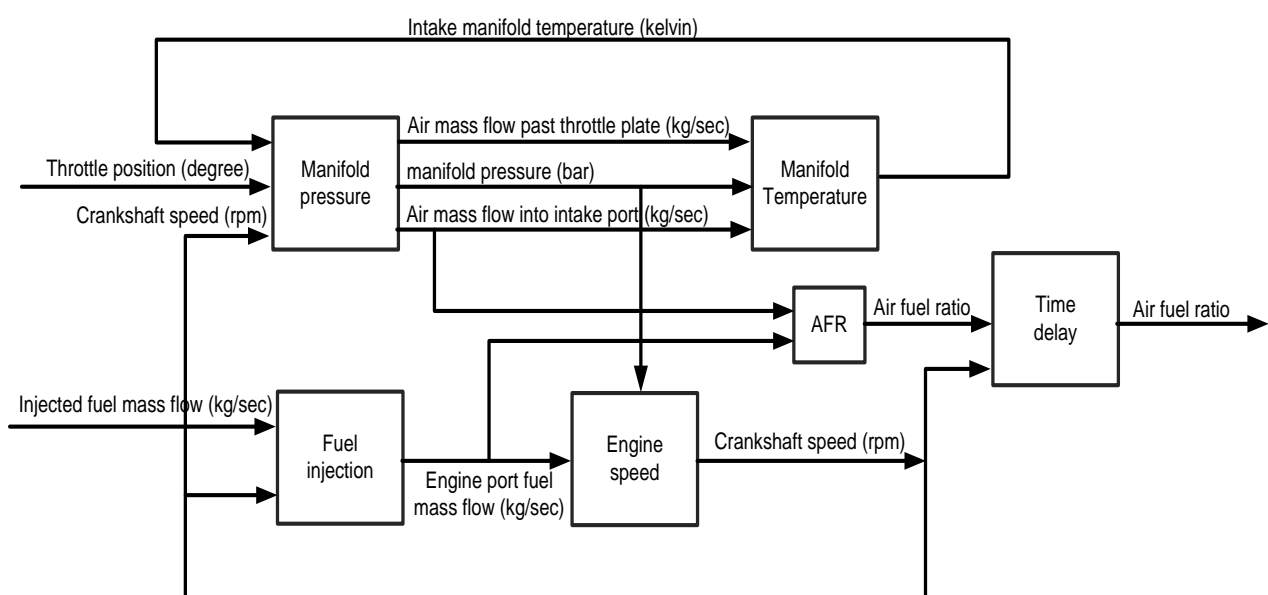 Intake manifold temperature (kelvin)
Air mass flow past throttle plate (kg/sec)
Throttle position (degree)
Manifold
pressure
manifold pressure (bar)
Manifold
Temperature
Crankshaft speed (rpm)
Air mass flow into intake port (kg/sec)
AFR
Air fuel ratio
Time
delay
Air fuel ratio
Injected fuel mass flow (kg/sec)
Fuel
injection
Engine port fuel
mass flow (kg/sec)
Engine
speed
Crankshaft speed (rpm)